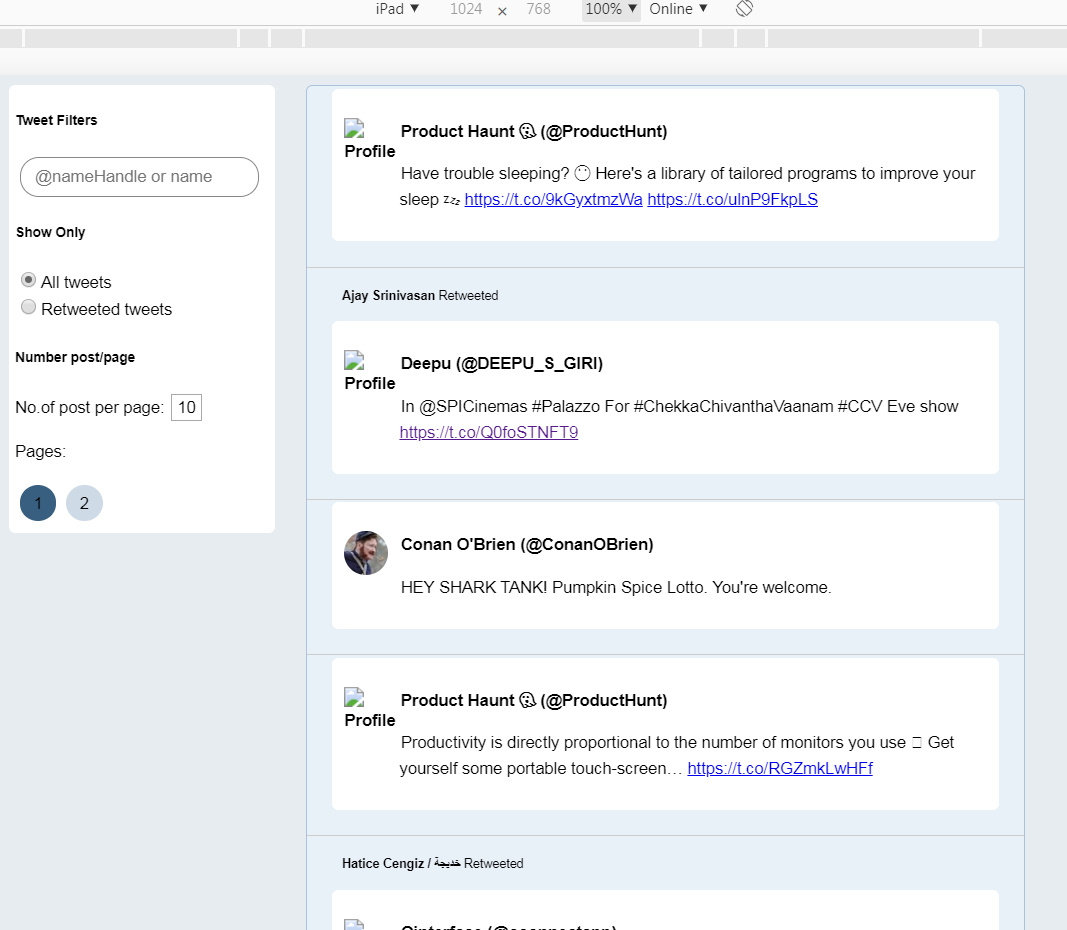 iPad ▼ 1024 × 768 100% ▼ Online ▼
Tweet Filters
@nameHandle or name
Show Only
All tweets
Retweeted tweets
Number post/page
No.of post per page: 10
Pages:
1 2
Profile
Product Haunt (@ProductHunt)
Have trouble sleeping? 😶 Here's a library of tailored programs to improve your
sleep 💤 https://t.co/9kGyxtmzWa https://t.co/ulnP9FkpLS
Ajay Srinivasan Retweeted
Profile
Deepu (@DEEPU_S_GIRI)
In @SPICinemas #Palazzo For #ChekkaChivanthaVaanam #CCV Eve show
https://t.co/Q0foSTNFT9
Conan O'Brien (@ConanOBrien)
HEY SHARK TANK! Pumpkin Spice Lotto. You're welcome.
Profile
Product Haunt (@ProductHunt)
Productivity is directly proportional to the number of monitors you use Get
yourself some portable touch-screen… https://t.co/RGZmkLwHFf
Hatice Cengiz / خديجة Retweeted